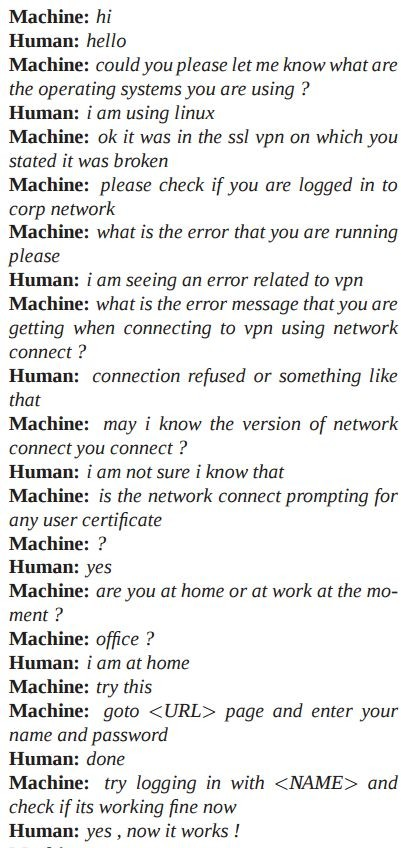 Machine: hi
Human: hello
Machine: could you please let me know what are
the operating systems you are using ?
Human: i am using linux
Machine: ok it was in the ssl vpn on which you
stated it was broken
Machine: please check if you are logged in to
corp network
Machine: what is the error that you are running
please
Human: i am seeing an error related to vpn
Machine: what is the error message that you are
getting when connecting to vpn using network
connect ?
Human: connection refused or something like
that
Machine: may i know the version of network
connect you connect ?
Human: i am not sure i know that
Machine: is the network connect prompting for
any user certificate
Machine: ?
Human: yes
Machine: are you at home or at work at the mo-
ment ?
Machine: office ?
Human: i am at home
Machine: try this
Machine: goto <URL> page and enter your
name and password
Human: done
Machine: try logging in with <NAME> and
check if its working fine now
Human: yes , now it works !